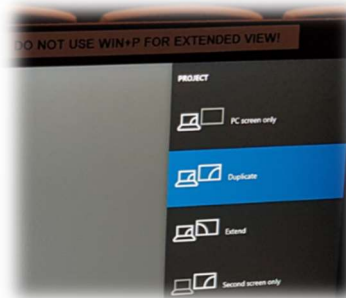 DO NOT USE WIN+P FOR EXTENDED VIEW!
PROJECT
PC screen only
Duplicate
Extend
Second screen only